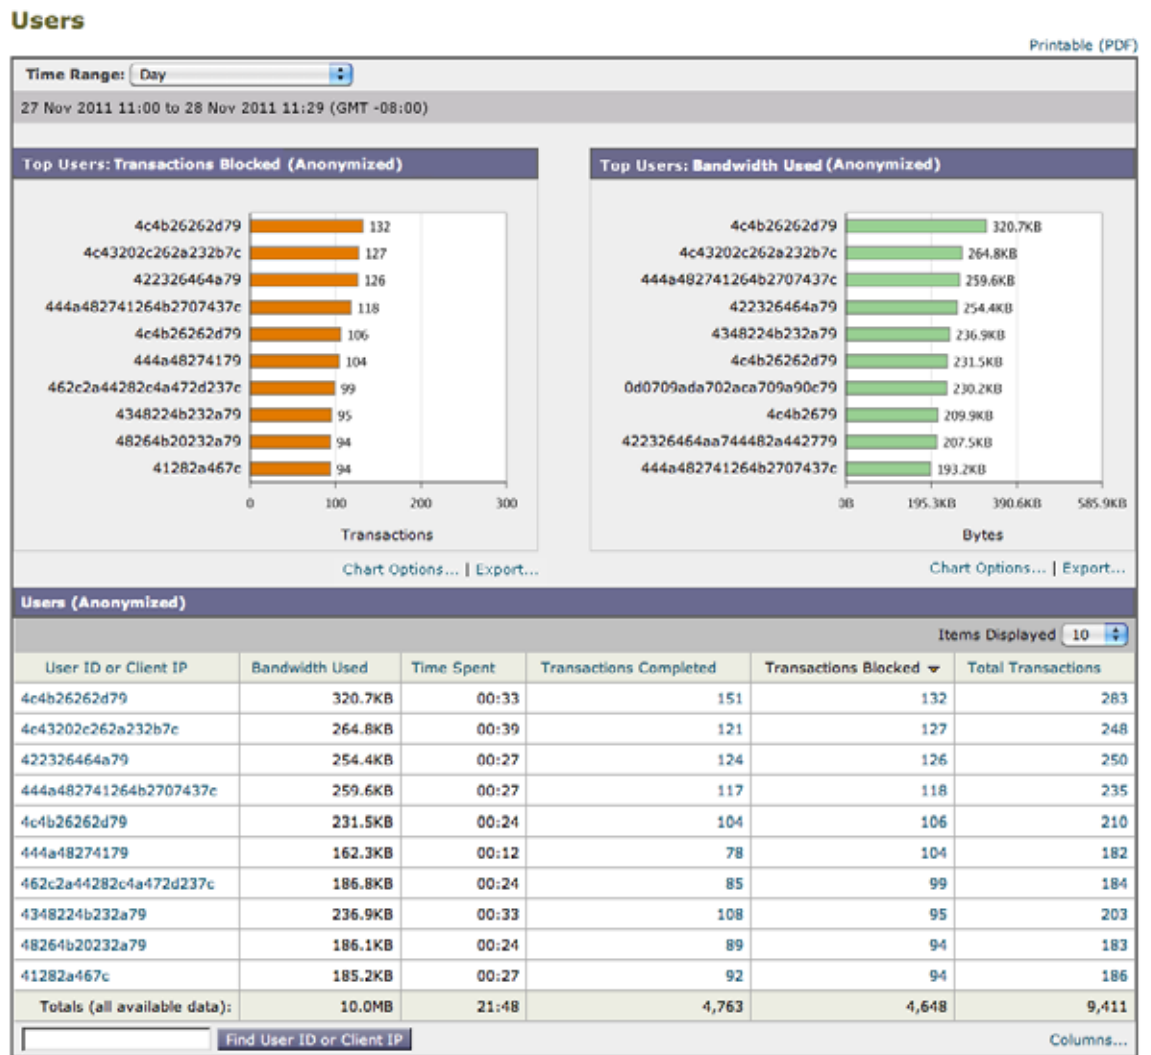 Users
Printable (PDF)
Time Range: Day
27 Nov 2011 11:00 to 28 Nov 2011 11:29 (GMT -08:00)
Top Users: Transactions Blocked (Anonymized)
4c4b26262d79 132
4c43202c262a232b7c 127
422326464a79 126
444a482741264b2707437c 118
4c4b26262d79 106
444a48274179 104
462c2a44282c4a472d237c 99
4348224b232a79 95
48264b20232a79 94
41282a467c 94
0 100 200 300
Transactions
Chart Options... | Export...
Top Users: Bandwidth Used (Anonymized)
4c4b26262d79 320.7KB
4c43202c262a232b7c 264.8KB
444a482741264b2707437c 259.6KB
422326464a79 254.4KB
4348224b232a79 236.9KB
4c4b26262d79 231.5KB
0d0709ada702aca709a90c79 230.2KB
4c4b2679 209.9KB
422326464aa744482a442779 207.5KB
444a482741264b2707437c 193.2KB
0B 195.3KB 390.6KB 585.9KB
Bytes
Chart Options... | Export...
Users (Anonymized)
Items Displayed 10
User ID or Client IP Bandwidth Used Time Spent Transactions Completed Transactions Blocked Total Transactions
4c4b26262d79 320.7KB 00:33 151 132 283
4c43202c262a232b7c 264.8KB 00:39 121 127 248
422326464a79 254.4KB 00:27 124 126 250
444a482741264b2707437c 259.6KB 00:27 117 118 235
4c4b26262d79 231.5KB 00:24 104 106 210
444a48274179 162.3KB 00:12 78 104 182
462c2a44282c4a472d237c 186.8KB 00:24 85 99 184
4348224b232a79 236.9KB 00:33 108 95 203
48264b20232a79 186.1KB 00:24 89 94 183
41282a467c 185.2KB 00:27 92 94 186
Totals (all available data): 10.0MB 21:48 4,763 4,648 9,411
Find User ID or Client IP
Columns...